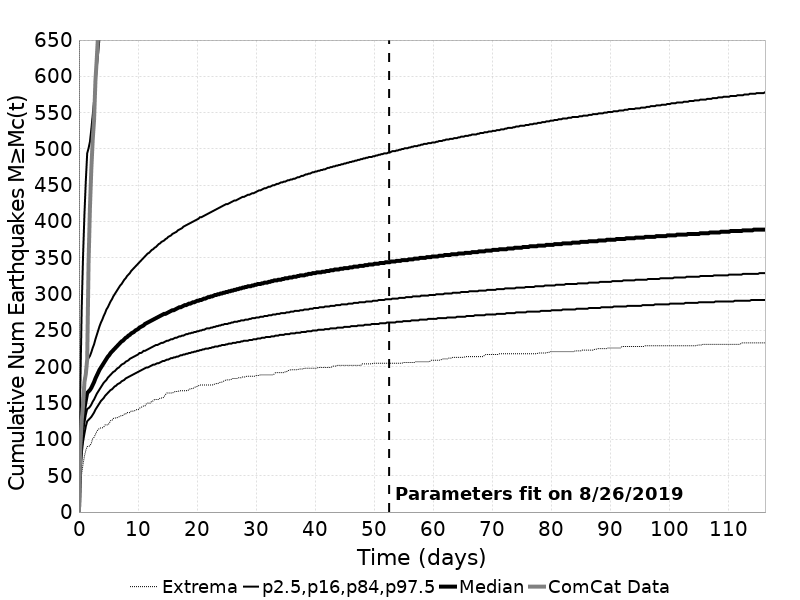 Cumulative Num Earthquakes M≥Mc(t)
650
600
550
500
450
400
350
300
250
200
150
100
50
0
Parameters fit on 8/26/2019
0 10 20 30 40 50 60 70 80 90 100 110
Time (days)
Extrema p2.5,p16,p84,p97.5 Median ComCat Data